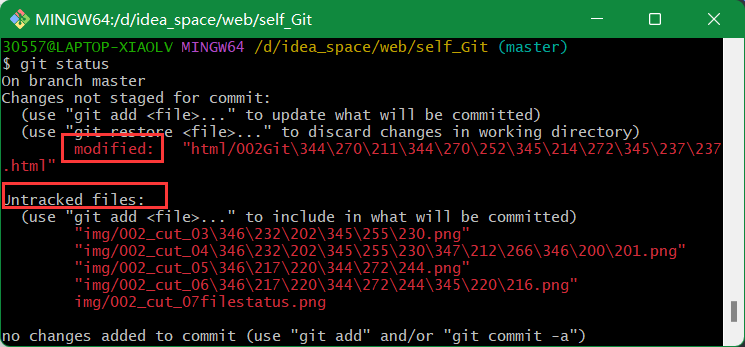 MINGW64:/d/idea_space/web/self_Git
30557@LAPTOP-XIAOLV MINGW64 /d/idea_space/web/self_Git (master)
$ git status
On branch master
Changes not staged for commit:
  (use "git add <file>..." to update what will be committed)
  (use "git restore <file>..." to discard changes in working directory)
        modified:   "html/002Git\344\270\211\344\270\252\345\214\272\345\237\237
.html"
Untracked files:
  (use "git add <file>..." to include in what will be committed)
        "img/002_cut_03\346\232\202\345\255\230.png"
        "img/002_cut_04\346\232\202\345\255\230\347\212\266\346\200\201.png"
        "img/002_cut_05\346\217\220\344\272\244.png"
        "img/002_cut_06\346\217\220\344\272\244\345\220\216.png"
        img/002_cut_07filestatus.png
no changes added to commit (use "git add" and/or "git commit -a")